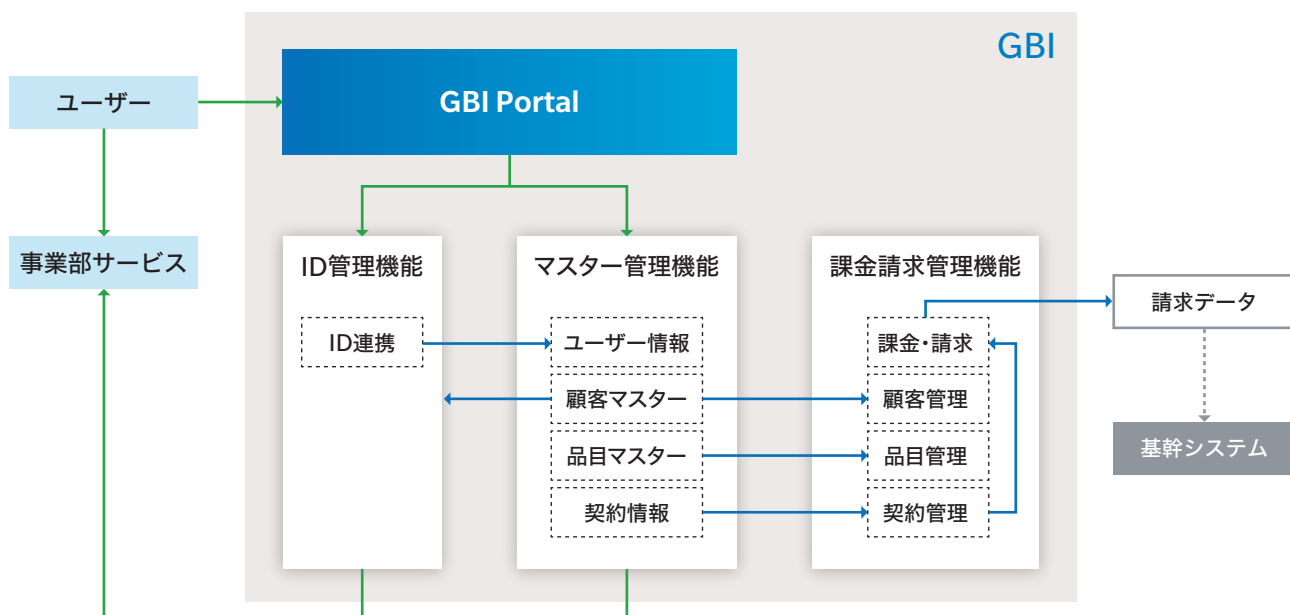 GBI
ユーザー
GBI Portal
事業部サービス
ID管理機能
マスター管理機能
課金請求管理機能
請求データ
ID連携
ユーザー情報
課金・請求
顧客マスター
顧客管理
品目マスター
品目管理
基幹システム
契約情報
契約管理